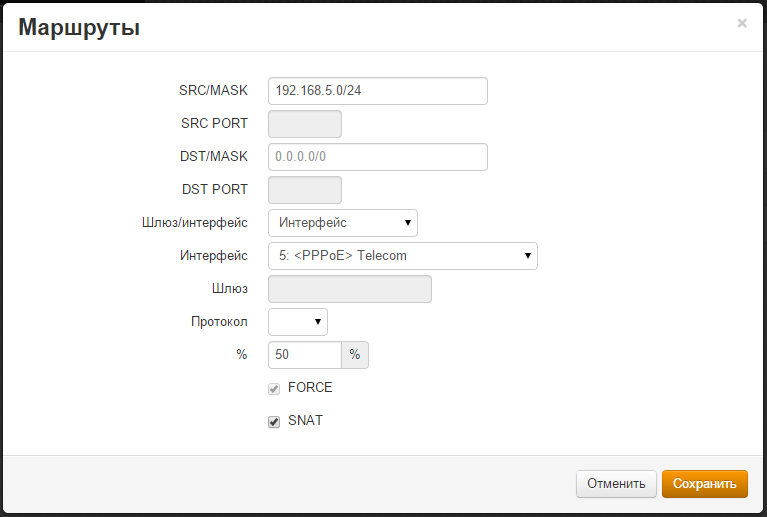 Маршруты
×
SRC/MASK 192.168.5.0/24
SRC PORT
DST/MASK 0.0.0.0/0
DST PORT
Шлюз/интерфейс Интерфейс
Интерфейс 5: <PPPoE> Telecom
Шлюз
Протокол
% 50 %
FORCE
SNAT
Отменить Сохранить